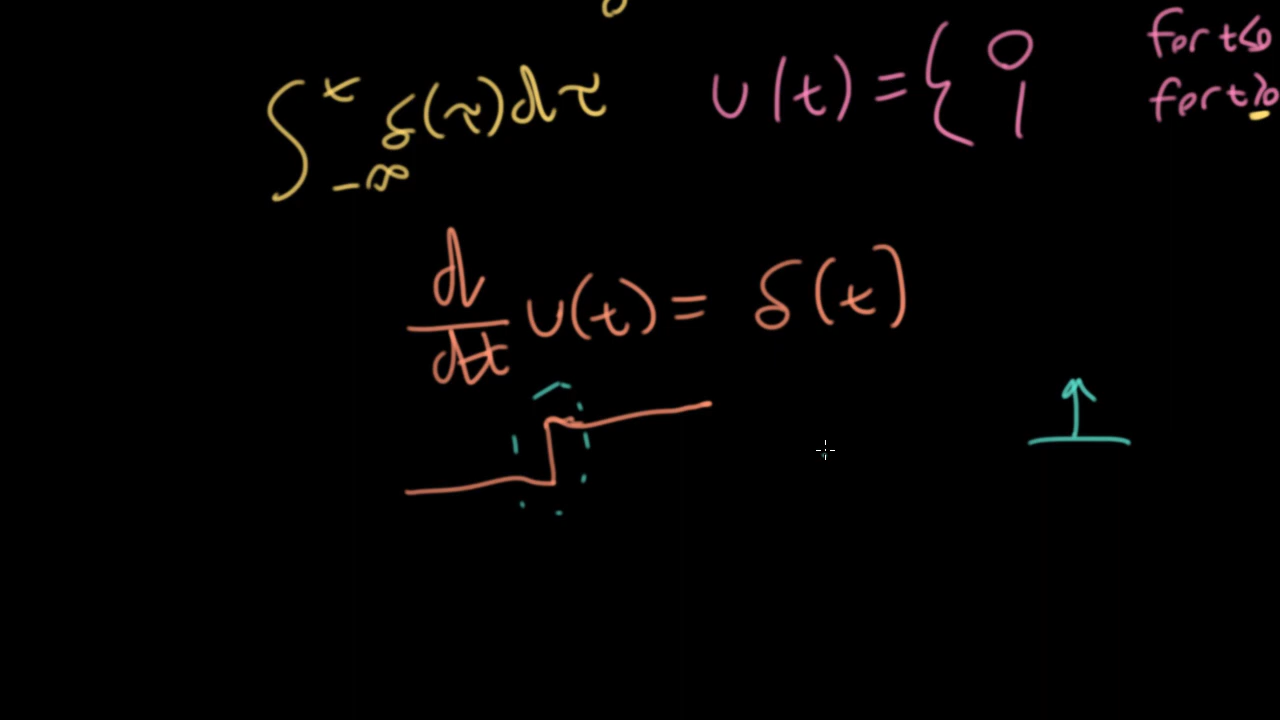 ∫_{-∞}^{t} δ(τ)dτ
u(t) = { 0 for t<0
1 for t≥0
d/dt u(t) = δ(t)